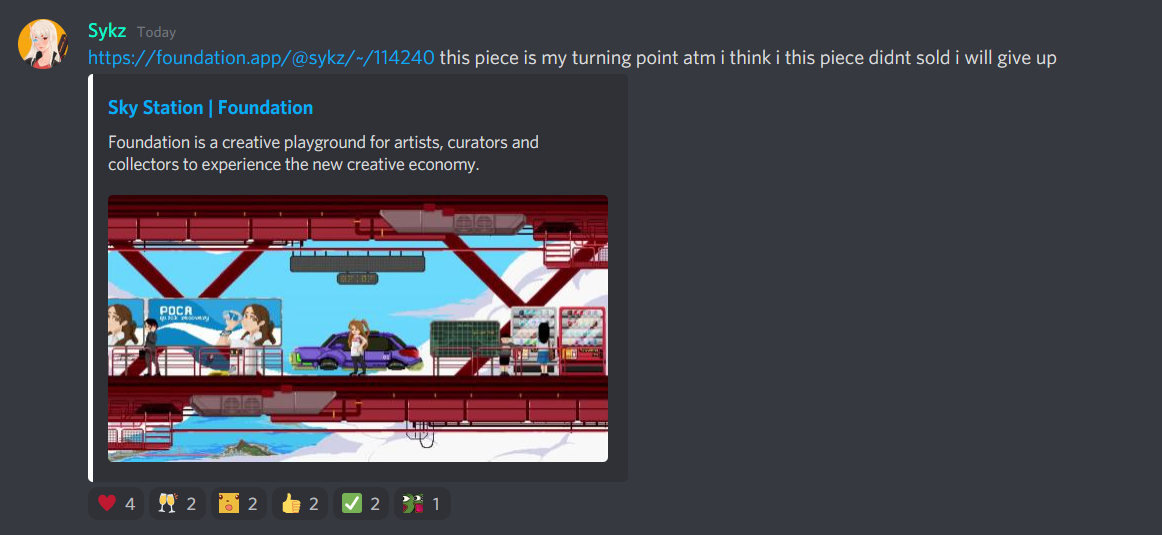 Sykz Today
https://foundation.app/@sykz/~/114240 this piece is my turning point atm i think i this piece didnt sold i will give up
Sky Station | Foundation
Foundation is a creative playground for artists, curators and
collectors to experience the new creative economy.
POCA
quick recovery
4 2 2 2 2 1